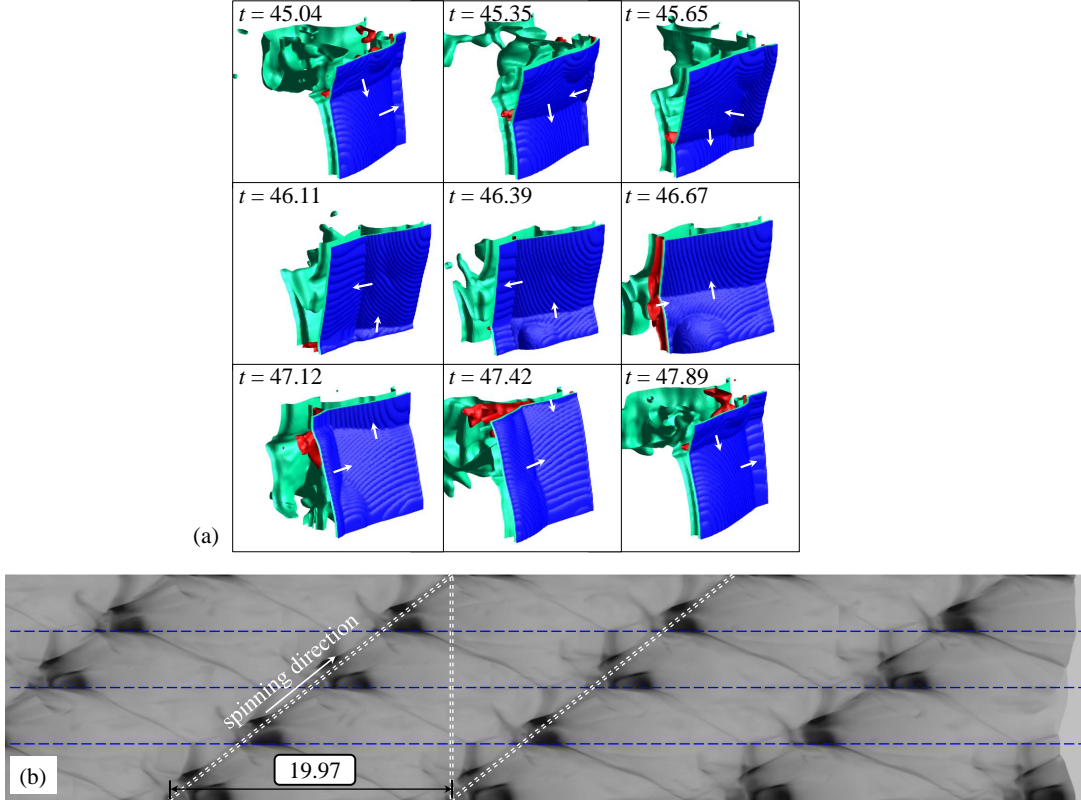 t = 45.04
t = 45.35
t = 45.65
t = 46.11
t = 46.39
t = 46.67
t = 47.12
t = 47.42
t = 47.89
(a)
spinning direction
19.97
(b)